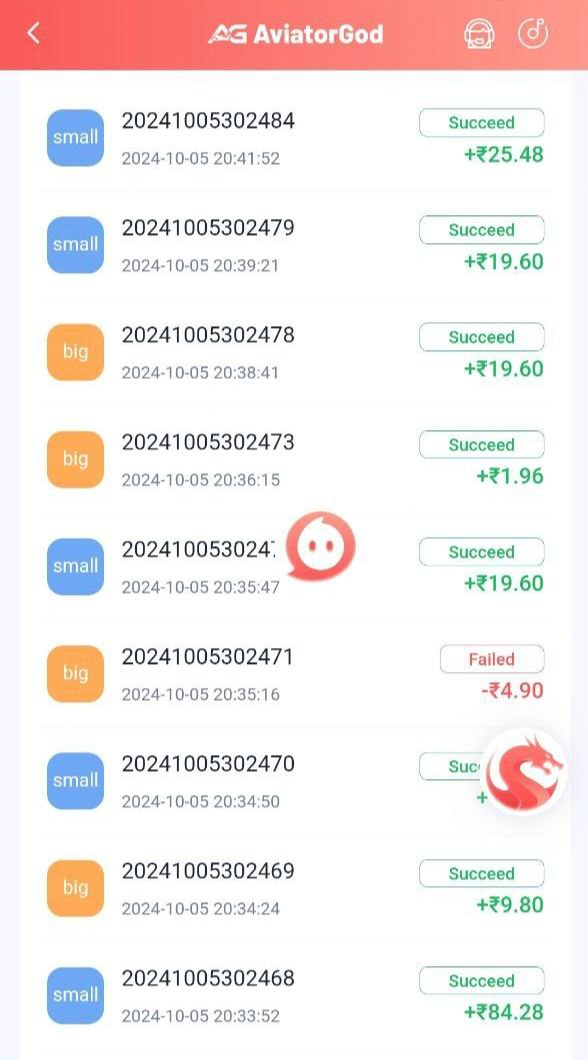 AG AviatorGod
small
20241005302484
Succeed
2024-10-05 20:41:52
+₹25.48
small
20241005302479
Succeed
2024-10-05 20:39:21
+₹19.60
big
20241005302478
Succeed
2024-10-05 20:38:41
+₹19.60
big
20241005302473
Succeed
2024-10-05 20:36:15
+₹1.96
small
2024100530247
Succeed
2024-10-05 20:35:47
+₹19.60
big
20241005302471
Failed
2024-10-05 20:35:16
-₹4.90
small
20241005302470
Suc
2024-10-05 20:34:50
+
big
20241005302469
Succeed
2024-10-05 20:34:24
+₹9.80
small
20241005302468
Succeed
2024-10-05 20:33:52
+₹84.28